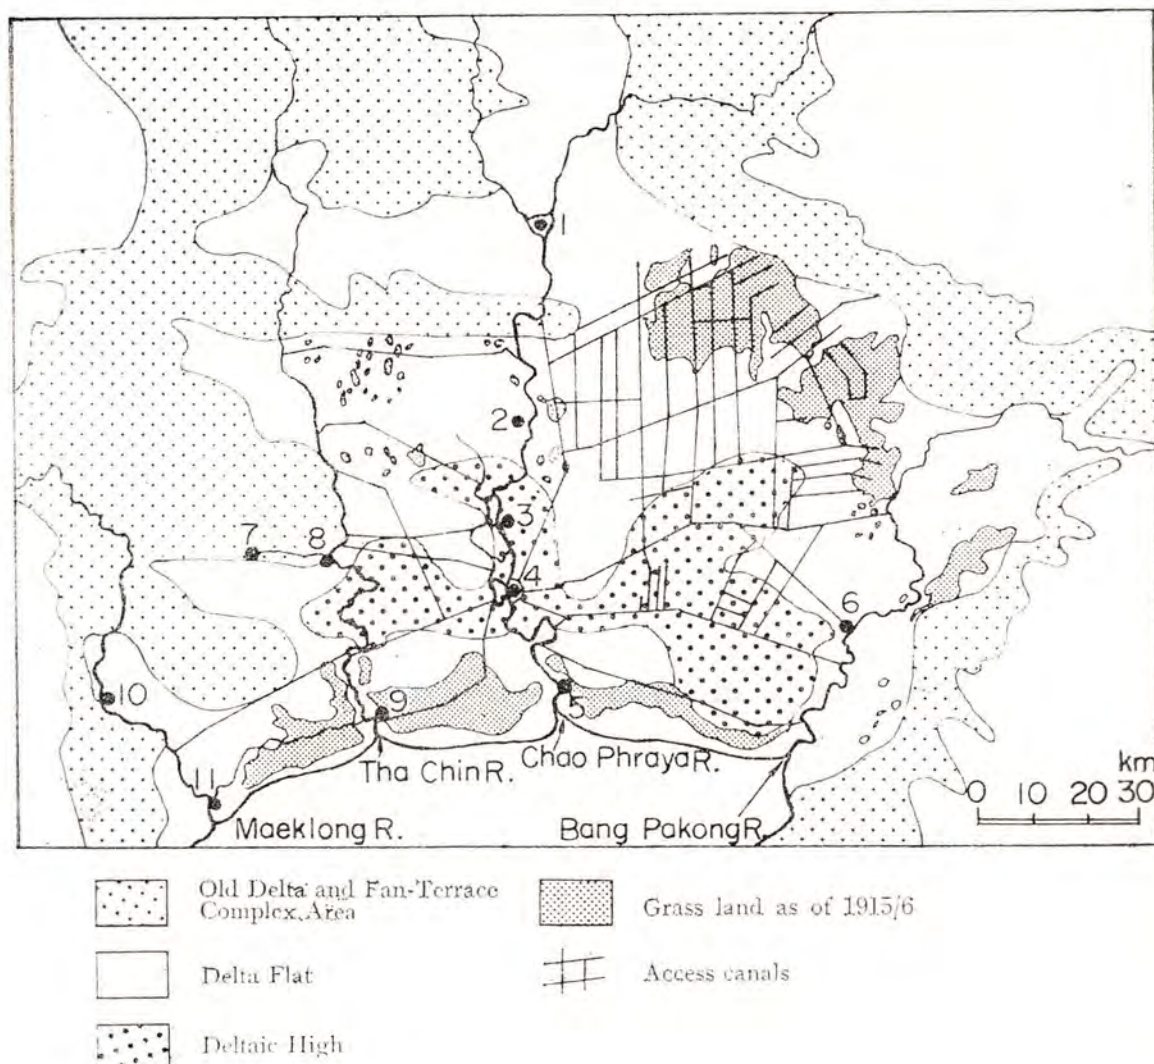 1
2
3
7
8
4
6
10
9
5
Tha Chin R.
Chao Phraya R.
km
0 10 20 30
11
Maeklong R.
Bang Pakong R.
Old Delta and Fan-Terrace
Complex Area
Grass land as of 1915/6
Delta Flat
Access canals
Deltaic High